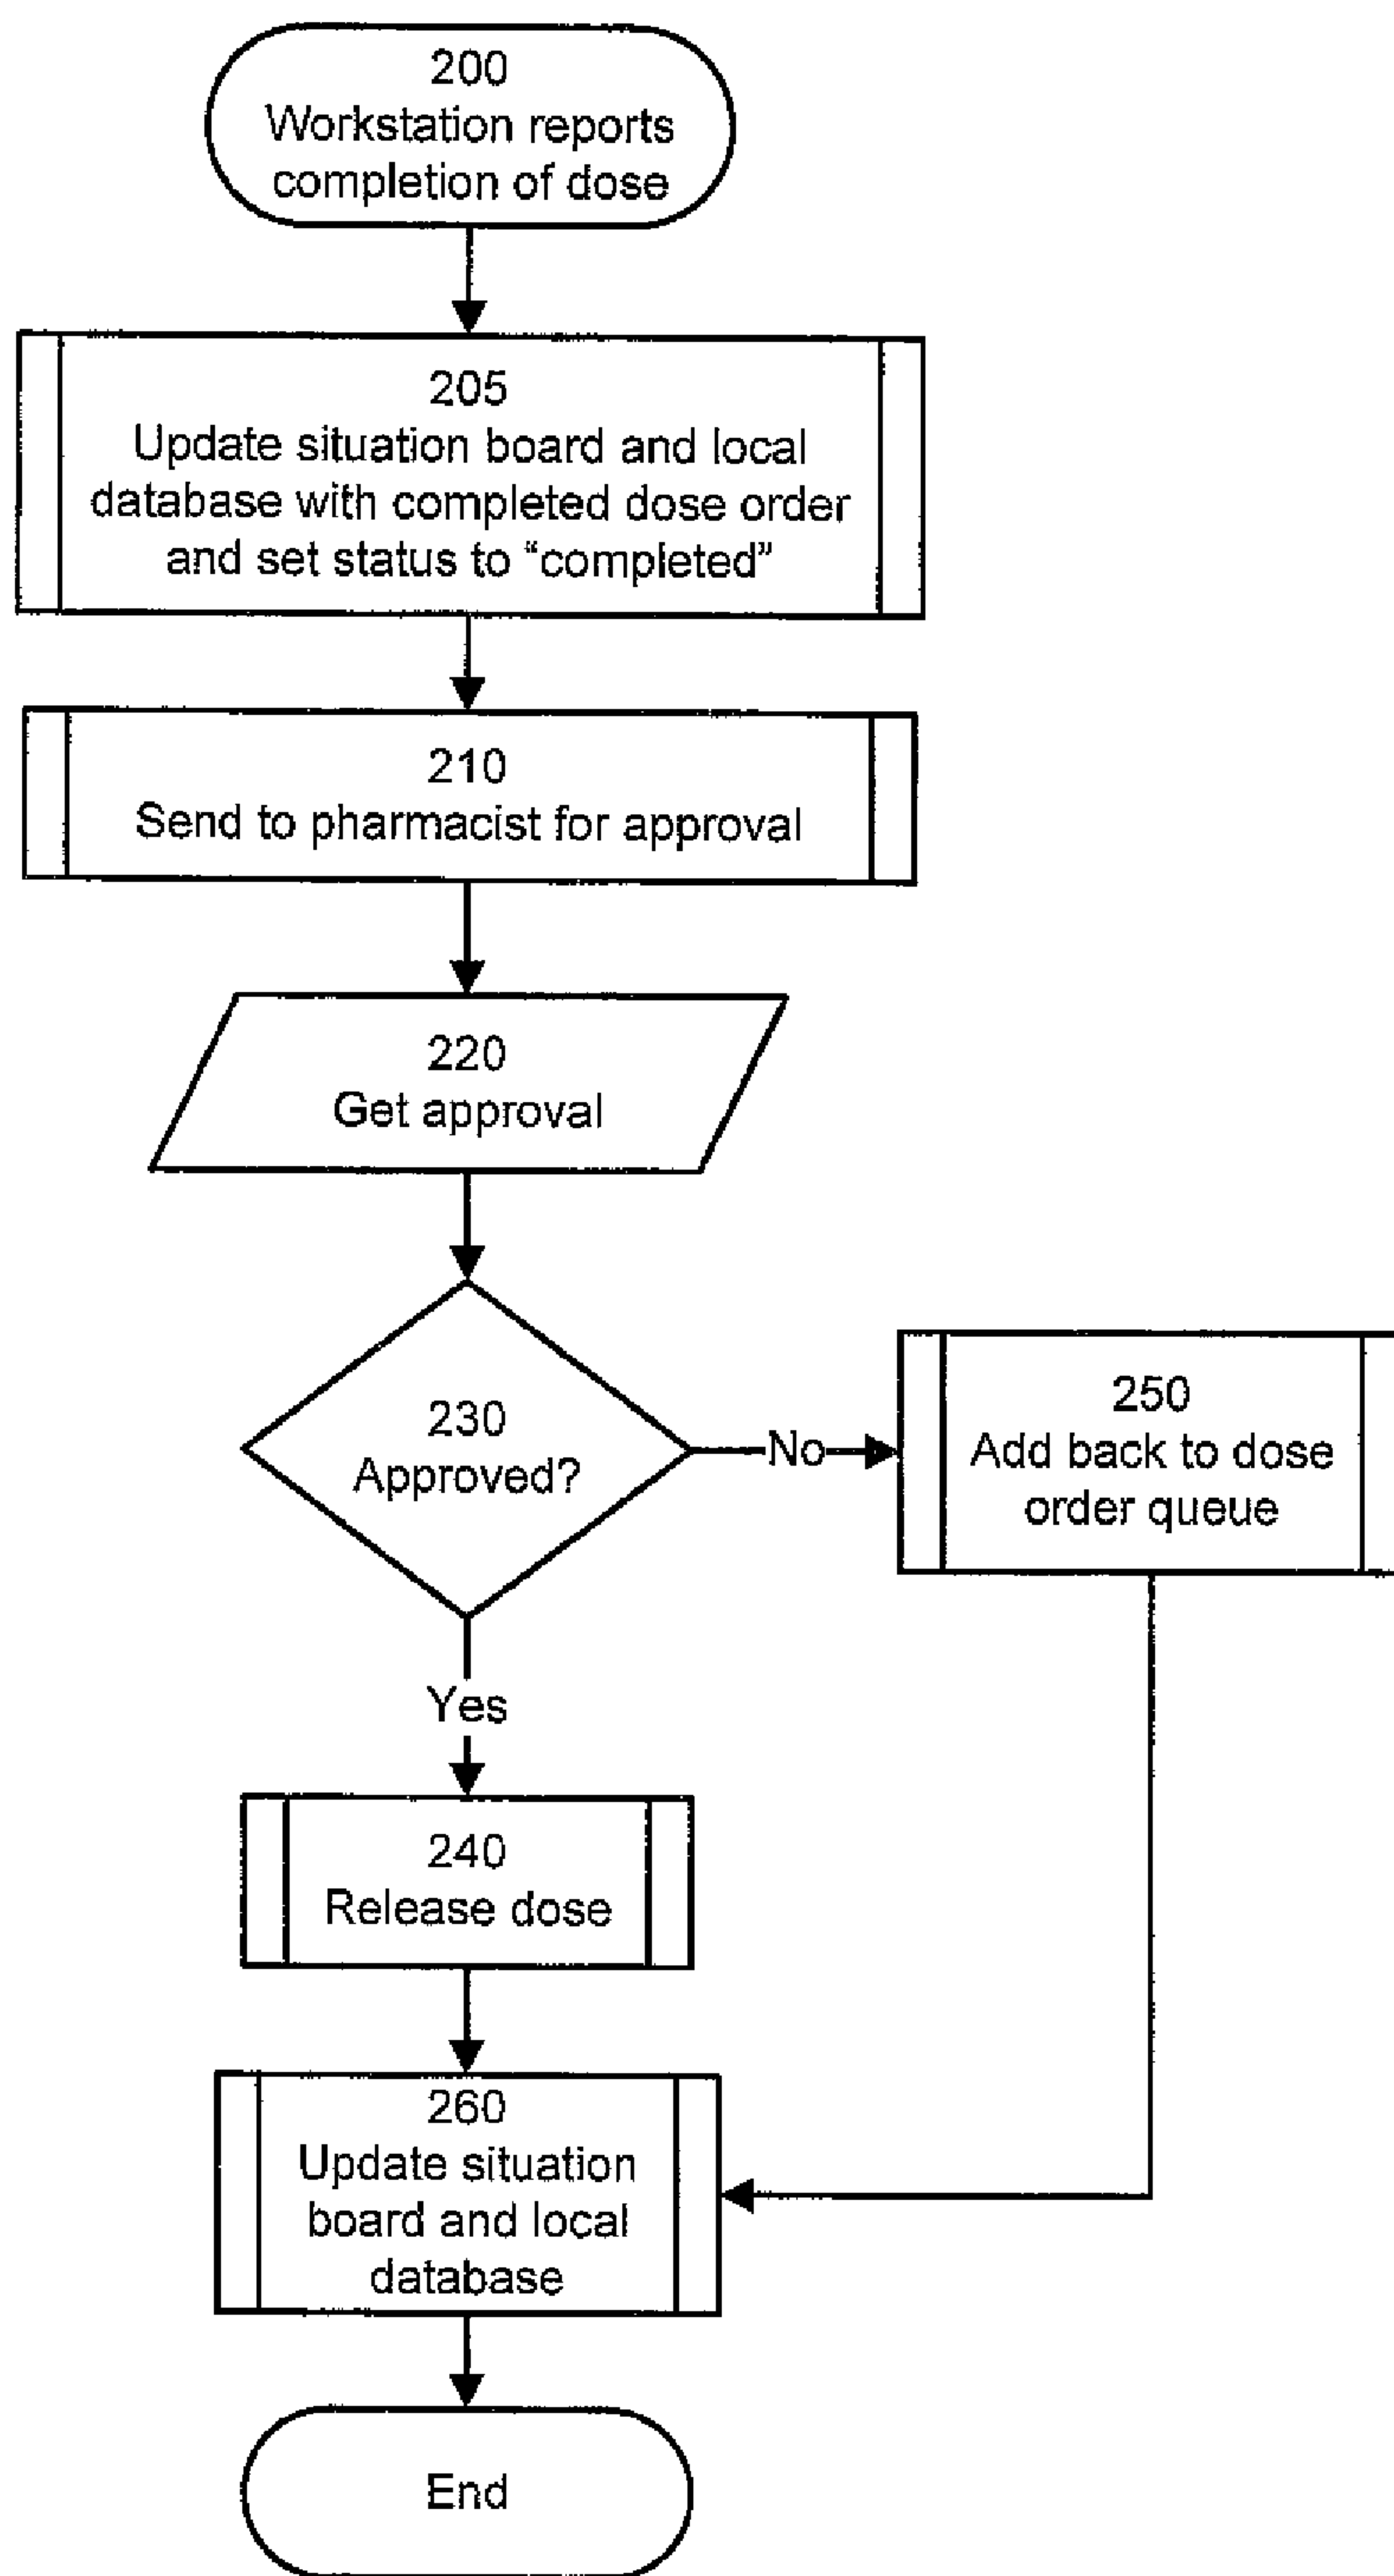 200
Workstation reports
completion of dose
205
Update situation board and local
database with completed dose order
and set status to “completed”
210
Send to pharmacist for approval
220
Get approval
230
Approved?
No
250
Add back to dose
order queue
Yes
240
Release dose
260
Update situation
board and local
database
End